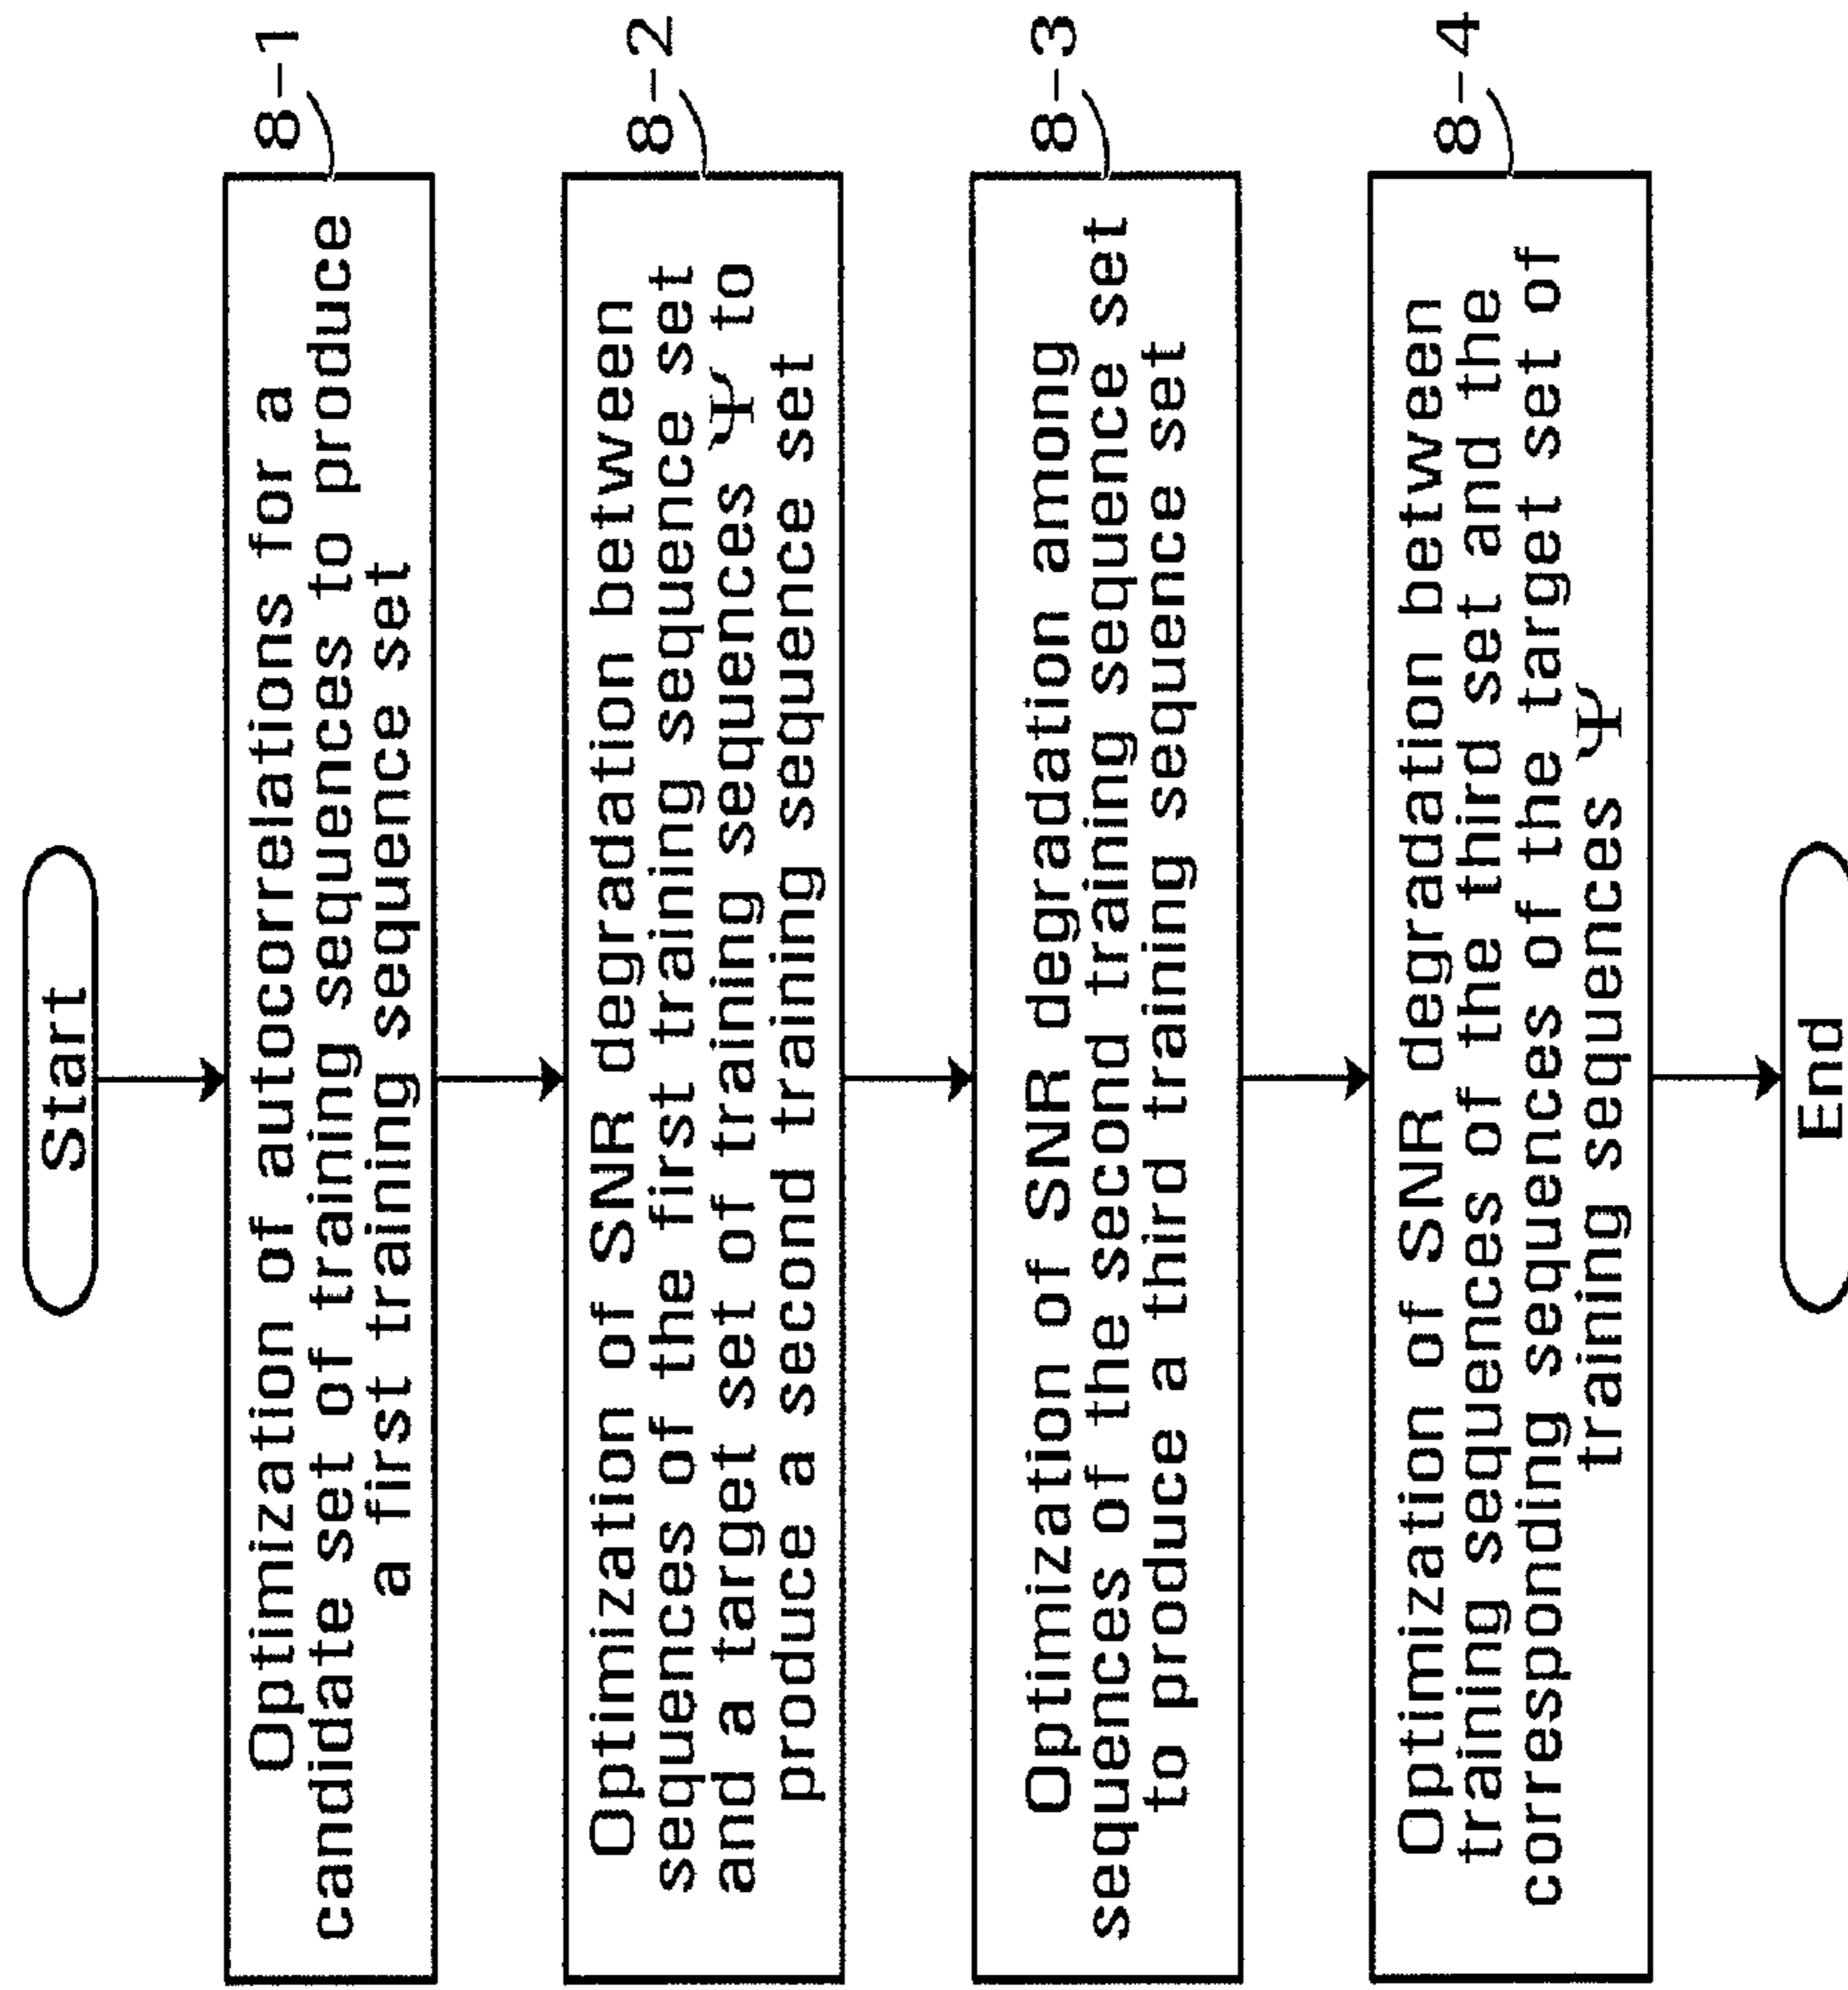 Start
8-1
Optimization of autocorrelations for a
candidate set of training sequences to produce
a first training sequence set
8-2
Optimization of SNR degradation between
sequences of the first training sequence set
and a target set of training sequences Ψ to
produce a second training sequence set
8-3
Optimization of SNR degradation among
sequences of the second training sequence set
to produce a third training sequence set
8-4
Optimization of SNR degradation between
training sequences of the third set and the
corresponding sequences of the target set of
training sequences Ψ
End